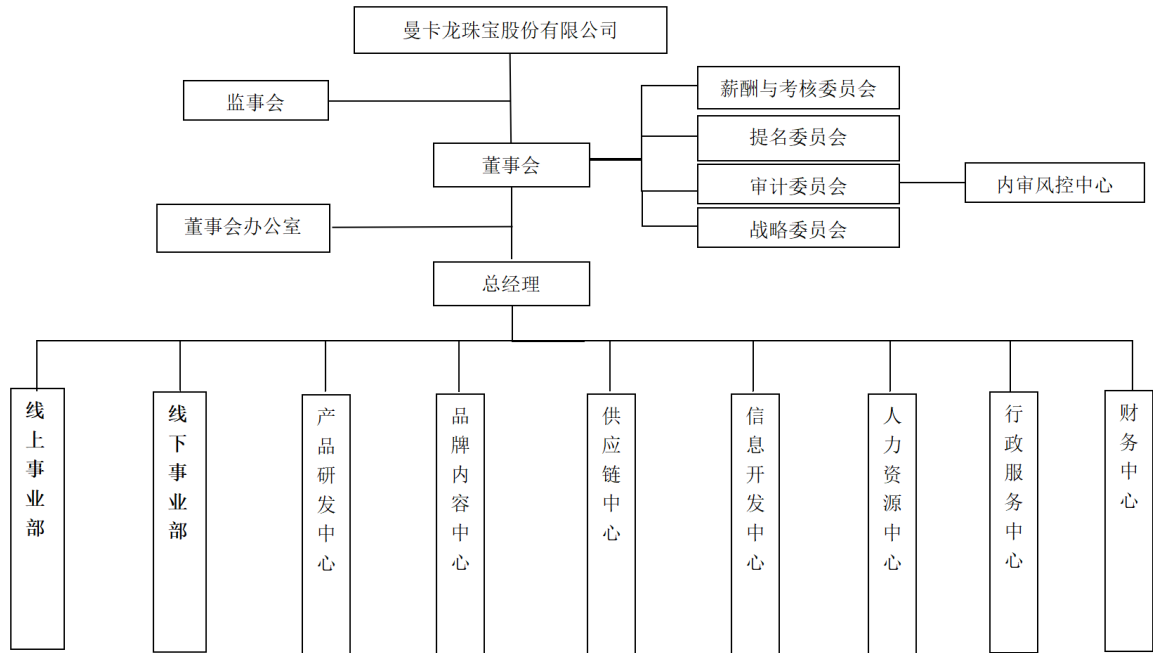 曼卡龙珠宝股份有限公司
监事会
薪酬与考核委员会
提名委员会
董事会
审计委员会
内审风控中心
董事会办公室
战略委员会
总经理
线上事业部
线下事业部
产品研发中心
品牌内容中心
供应链中心
信息开发中心
人力资源中心
行政服务中心
财务中心